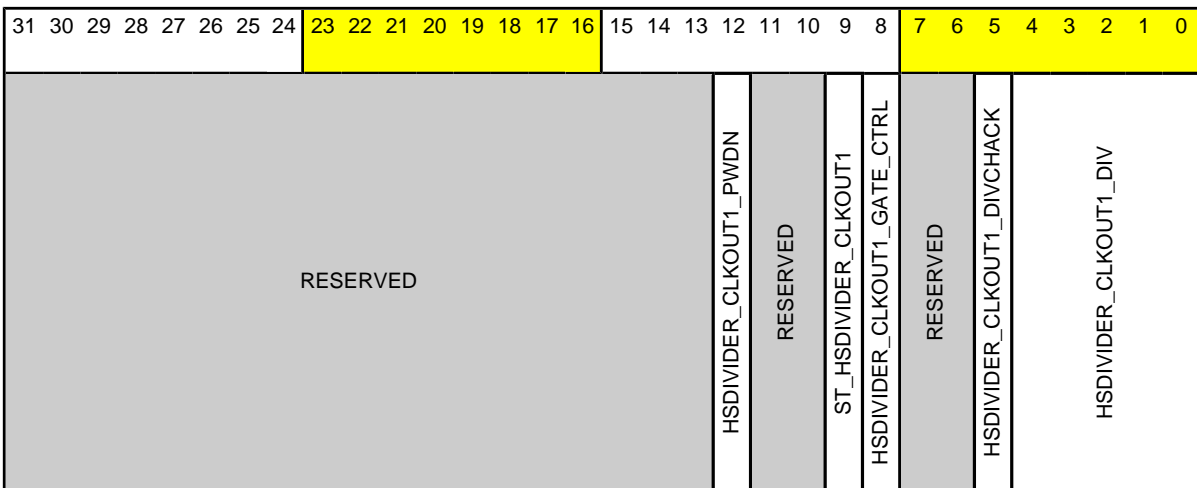 31 30 29 28 27 26 25 24 23 22 21 20 19 18 17 16 15 14 13 12 11 10 9 8 7 6 5 4 3 2 1 0
RESERVED
HSDIVIDER_CLKOUT1_PWDN
RESERVED
ST_HSDIVIDER_CLKOUT1
HSDIVIDER_CLKOUT1_GATE_CTRL
RESERVED
HSDIVIDER_CLKOUT1_DIVCHACK
HSDIVIDER_CLKOUT1_DIV